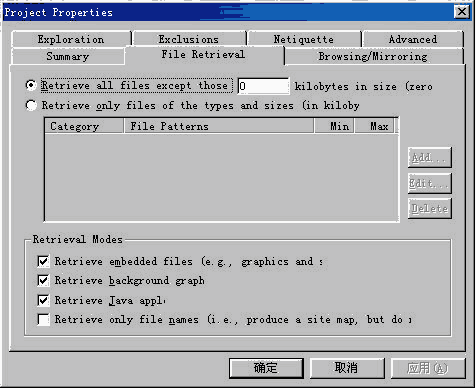 Project Properties
Exploration Exclusions Netiquette Advanced
Summary File Retrieval Browsing/Mirroring
Retrieve all files except those 0 kilobytes in size (zero
Retrieve only files of the types and sizes (in kiloby
Category File Patterns Min Max
Add...
Edit...
Delete
Retrieval Modes
Retrieve embedded files (e.g., graphics and s
Retrieve background graph
Retrieve Java appl
Retrieve only file names (i.e., produce a site map, but do
确定 取消 应用(A)